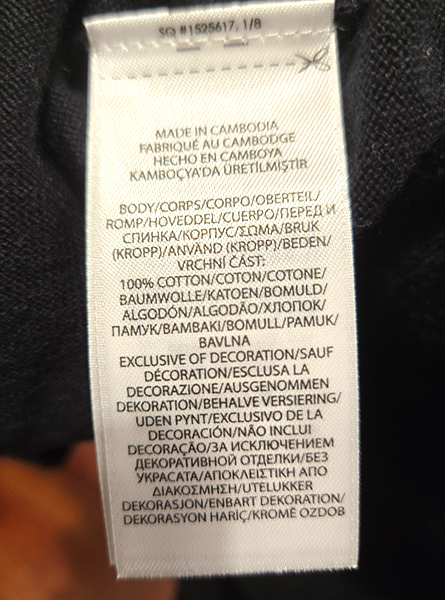 SQ #1525617, 1/8
MADE IN CAMBODIA
FABRIQUÉ AU CAMBODGE
HECHO EN CAMBOYA
KAMBOÇYA'DA ÜRETİLMİŞTİR
BODY/CORPS/CORPO/OBERTEIL/
ROMP/HOVEDDEL/CUERPO/ПЕРЕД И
СПИНКА/КОРПУС/ΣΩΜΑ/BRUK
(KROPP)/ANVÄND (KROPP)/BEDEN/
VRCHNÍ ČÁST:
100% COTTON/COTON/COTONE/
BAUMWOLLE/KATOEN/BOMULD/
ALGODÓN/ALGODÃO/ХЛОПОК/
ПАМУК/ΒΑΜΒΑΚΙ/BOMULL/PAMUK/
BAVLNA
EXCLUSIVE OF DECORATION/SAUF
DÉCORATION/ESCLUSA LA
DECORAZIONE/AUSGENOMMEN
DEKORATION/BEHALVE VERSIERING/
UDEN PYNT/EXCLUSIVO DE LA
DECORACIÓN/NÃO INCLUI
DECORAÇÃO/ЗА ИСКЛЮЧЕНИЕМ
ДЕКОРАТИВНОЙ ОТДЕЛКИ/БЕЗ
УКРАСАТА/ΑΠΟΚΛΕΙΣΤΙΚΗ ΑΠΟ
ΔΙΑΚΟΣΜΗΣΗ/UTELUKKER
DEKORASJON/ENBART DEKORATION/
DEKORASYON HARİÇ/KROMĚ OZDOB